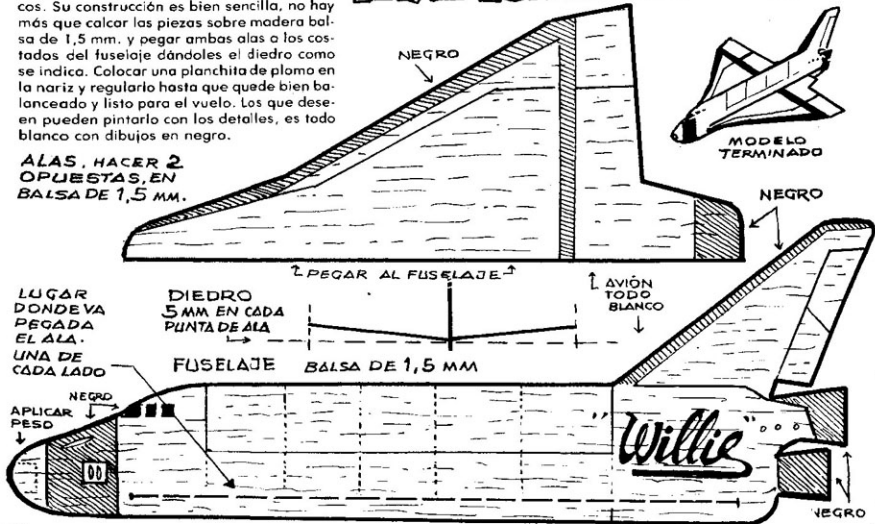 cos. Su construcción es bien sencilla, no hay
más que calcar las piezas sobre madera bal-
sa de 1,5 mm. y pegar ambas alas a los cos-
tados del fuselaje dándoles el diedro como
se indica. Colocar una planchita de plomo en
la nariz y regularlo hasta que quede bien ba-
lanceado y listo para el vuelo. Los que dese-
en pueden pintarlo con los detalles, es todo
blanco con dibujos en negro.
ALAS, HACER 2
OPUESTAS, EN
BALSA DE 1,5 MM.
NEGRO
MODELO
TERMINADO
NEGRO
PEGAR AL FUSELAJE
AVIÓN
TODO
BLANCO
LUGAR
DONDE VA
PEGADA
EL ALA.
UNA DE
CADA LADO
DIEDRO
5 MM EN CADA
PUNTA DE ALA
FUSELAJE BALSA DE 1,5 MM
NEGRO
APLICAR
PESO
"Willie"
NEGRO